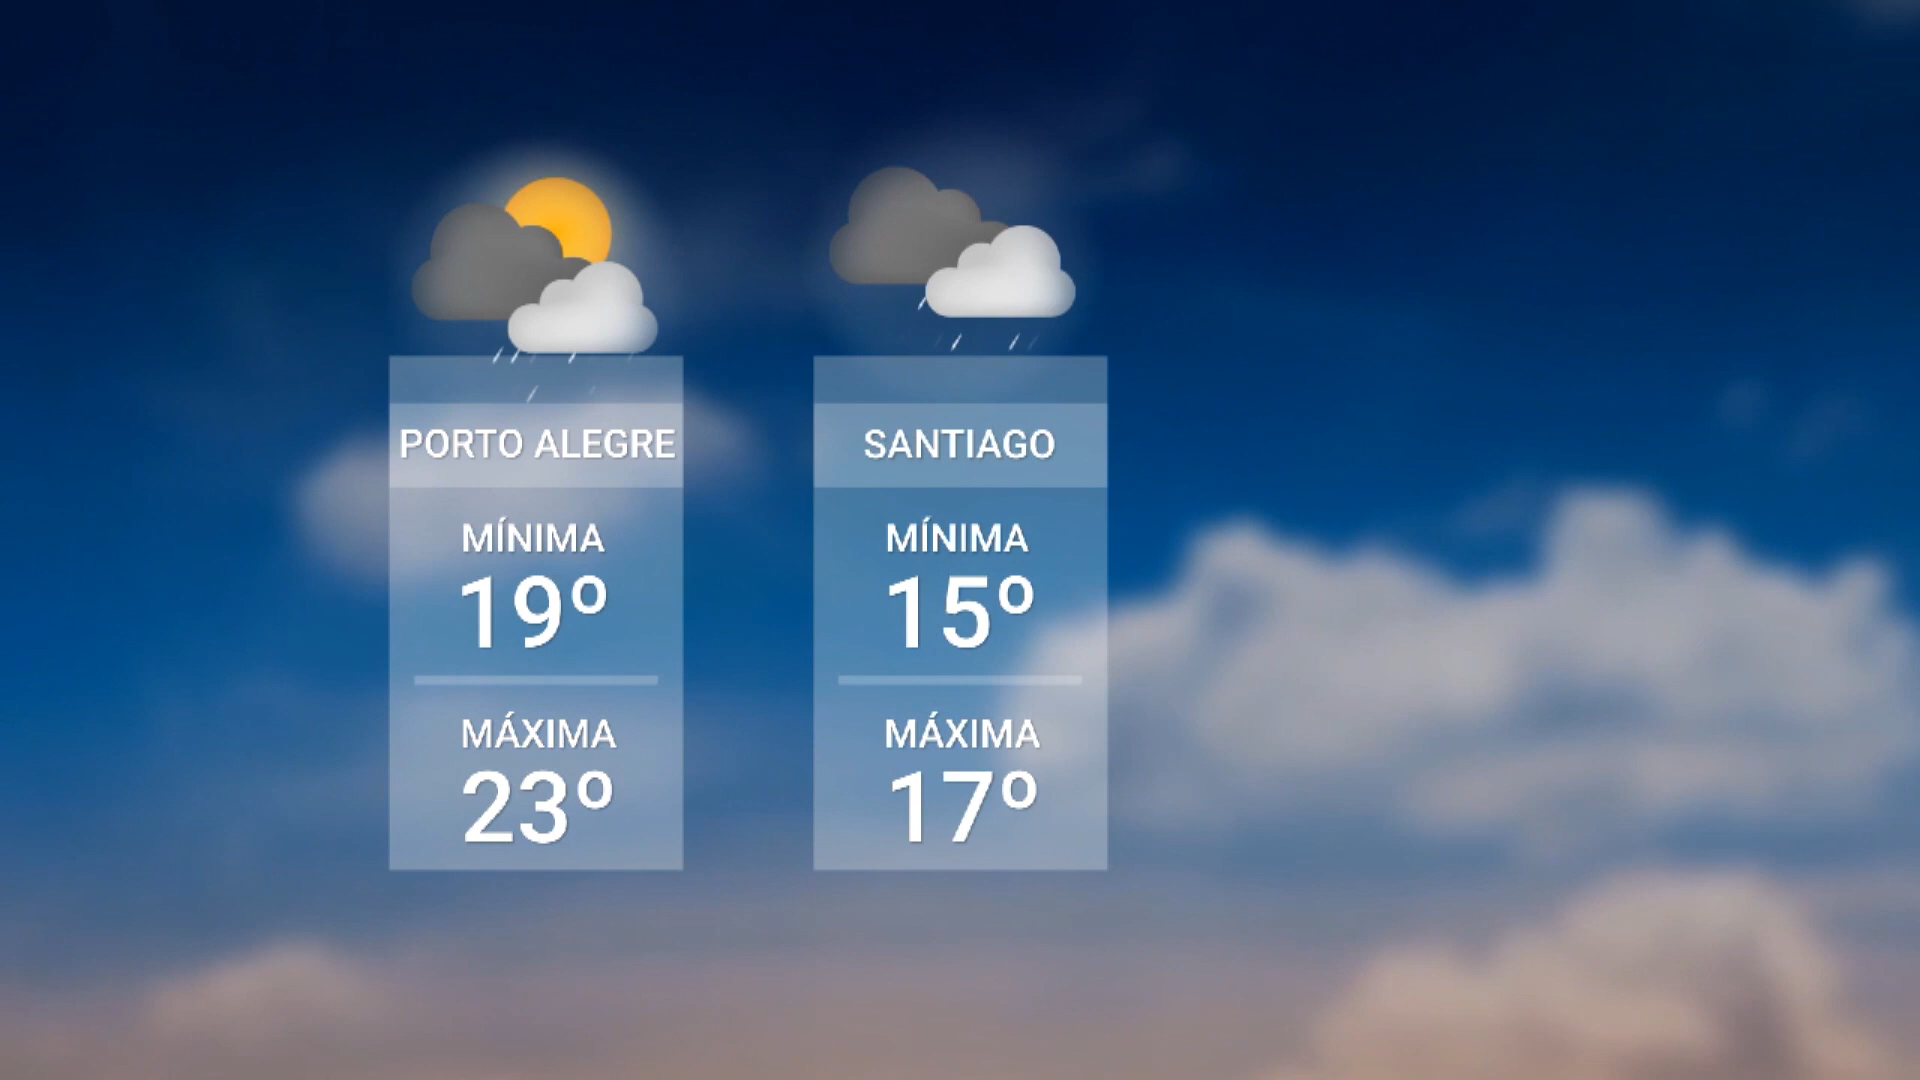 PORTO ALEGRE
MÍNIMA
19º
MÁXIMA
23º
SANTIAGO
MÍNIMA
15º
MÁXIMA
17º